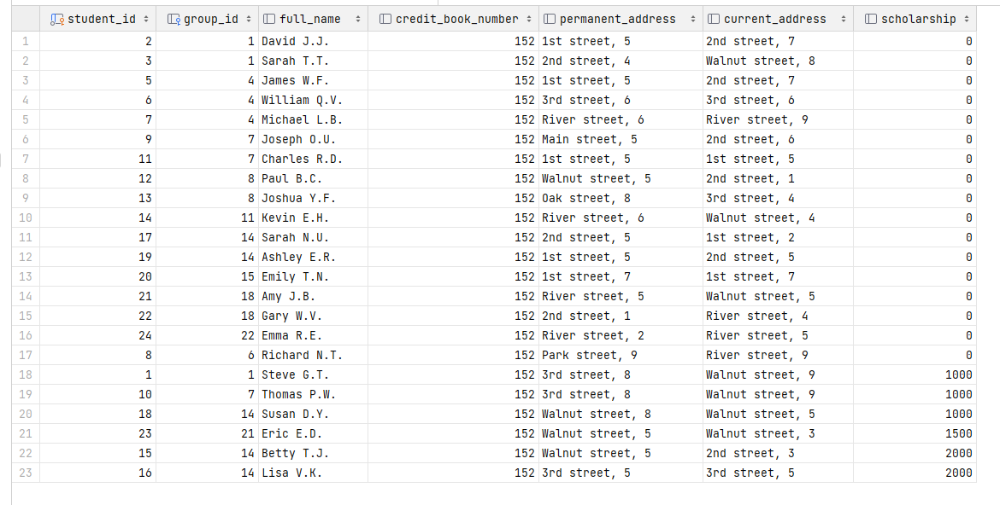 student_id group_id full_name credit_book_number permanent_address current_address scholarship
1 2 1 David J.J. 152 1st street, 5 2nd street, 7 0
2 3 1 Sarah T.T. 152 2nd street, 4 Walnut street, 8 0
3 5 4 James W.F. 152 1st street, 5 2nd street, 7 0
4 6 4 William Q.V. 152 3rd street, 6 3rd street, 6 0
5 7 4 Michael L.B. 152 River street, 6 River street, 9 0
6 9 7 Joseph O.U. 152 Main street, 5 2nd street, 6 0
7 11 7 Charles R.D. 152 1st street, 5 1st street, 5 0
8 12 8 Paul B.C. 152 Walnut street, 5 2nd street, 1 0
9 13 8 Joshua Y.F. 152 Oak street, 8 3rd street, 4 0
10 14 11 Kevin E.H. 152 River street, 6 Walnut street, 4 0
11 17 14 Sarah N.U. 152 2nd street, 5 1st street, 2 0
12 19 14 Ashley E.R. 152 1st street, 5 2nd street, 5 0
13 20 15 Emily T.N. 152 1st street, 7 1st street, 7 0
14 21 18 Amy J.B. 152 River street, 5 Walnut street, 5 0
15 22 18 Gary W.V. 152 2nd street, 1 River street, 4 0
16 24 22 Emma R.E. 152 River street, 2 River street, 5 0
17 8 6 Richard N.T. 152 Park street, 9 River street, 9 0
18 1 1 Steve G.T. 152 3rd street, 8 Walnut street, 9 1000
19 10 7 Thomas P.W. 152 3rd street, 8 Walnut street, 9 1000
20 18 14 Susan D.Y. 152 Walnut street, 8 Walnut street, 5 1000
21 23 21 Eric E.D. 152 Walnut street, 5 Walnut street, 3 1500
22 15 14 Betty T.J. 152 Walnut street, 5 2nd street, 3 2000
23 16 14 Lisa V.K. 152 3rd street, 5 3rd street, 5 2000